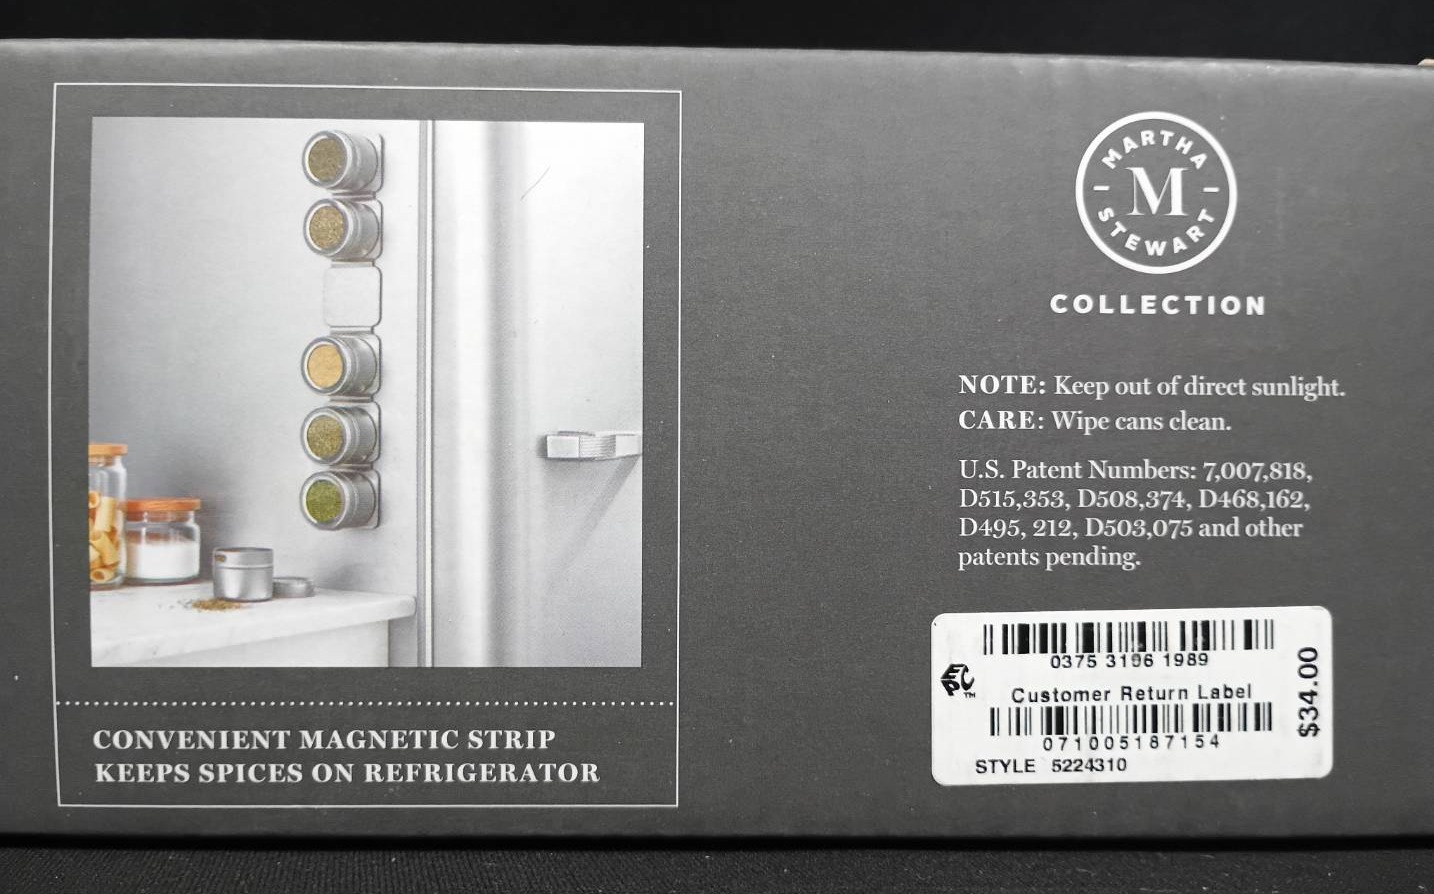 CONVENIENT MAGNETIC STRIP
KEEPS SPICES ON REFRIGERATOR
MARTHA
M
STEWART
COLLECTION
NOTE: Keep out of direct sunlight.
CARE: Wipe cans clean.
U.S. Patent Numbers: 7,007,818,
D515,353, D508,374, D468,162,
D495, 212, D503,075 and other
patents pending.
0375 3106 1989
EPC™
Customer Return Label
071005187154
STYLE 5224310
$34.00